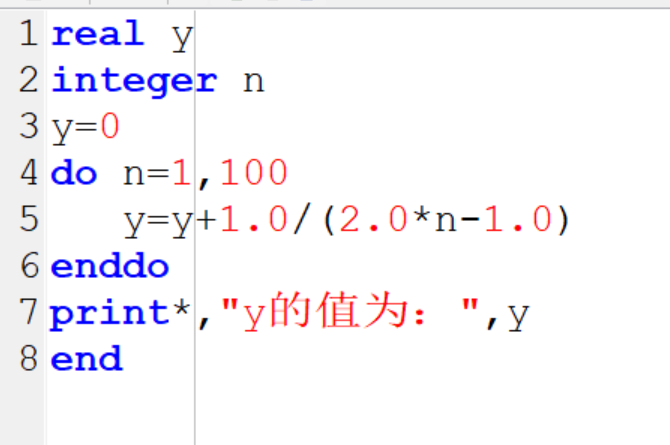 1 real y
2 integer n
3 y=0
4 do n=1,100
5 y=y+1.0/(2.0*n-1.0)
6 enddo
7 print*,"y的值为：",y
8 end